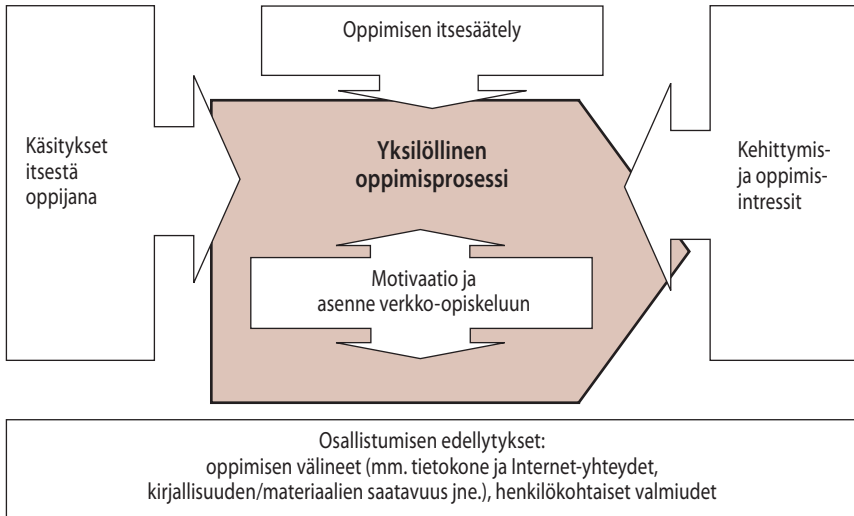 Oppimisen itsesäätely
Käsitykset
itsestä
oppijana
Yksilöllinen
oppimisprosessi
Kehittymis-
ja oppimis-
intressit
Motivaatio ja
asenne verkko-opiskeluun
Osallistumisen edellytykset:
oppimisen välineet (mm. tietokone ja Internet-yhteydet,
kirjallisuuden/materiaalien saatavuus jne.), henkilökohtaiset valmiudet